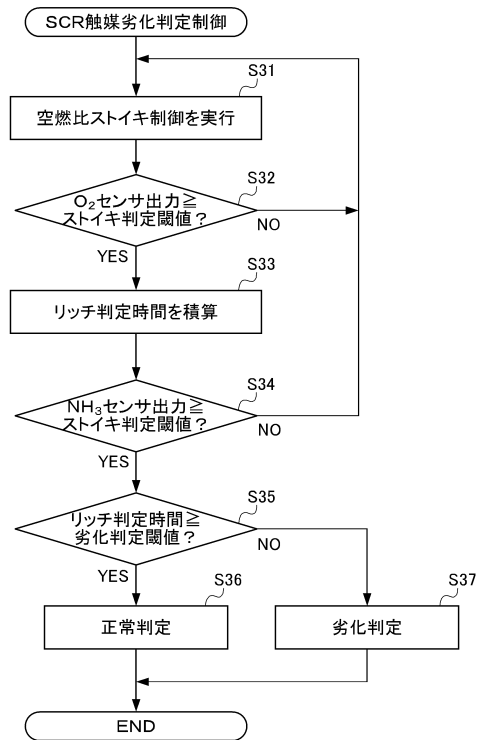 SCR触媒劣化判定制御
S31
空燃比ストイキ制御を実行
S32
O₂センサ出力≧
ストイキ判定閾値?
NO
YES
S33
リッチ判定時間を積算
S34
NH₃センサ出力≧
ストイキ判定閾値?
NO
YES
S35
リッチ判定時間≧
劣化判定閾値?
NO
YES
S36
正常判定
S37
劣化判定
END